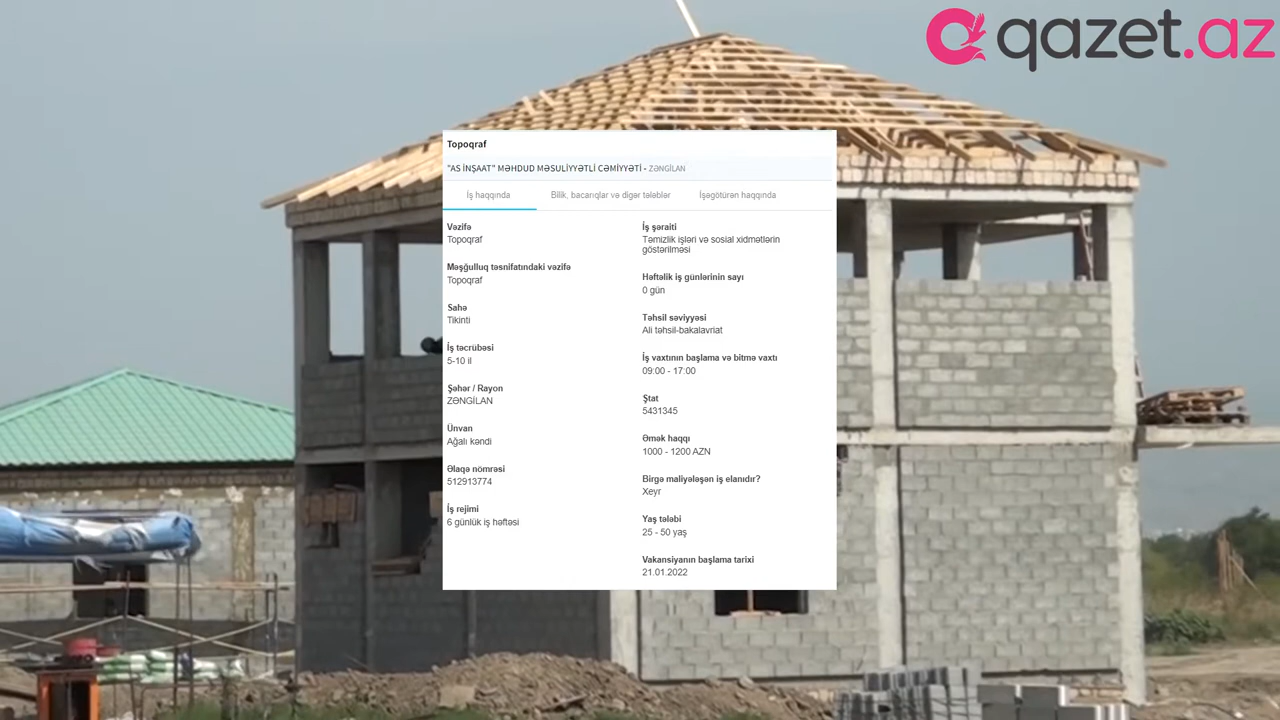 qazet.az
Topoqraf
"AS İNŞAAT" MƏHDUD MƏSULİYYƏTLİ CƏMİYYƏTİ - ZƏNGİLAN
İş haqqında
Bilik, bacarıqlar və digər tələblər
İşəgötürən haqqında
Vəzifə
Topoqraf
Məşğulluq təsnifatındakı vəzifə
Topoqraf
Sahə
Tikinti
İş təcrübəsi
5-10 il
Şəhər / Rayon
ZƏNGİLAN
Ünvan
Ağalı kəndi
Əlaqə nömrəsi
512913774
İş rejimi
6 günlük iş həftəsi
İş şəraiti
Təmizlik işləri və sosial xidmətlərin
göstərilməsi
Həftəlik iş günlərinin sayı
0 gün
Təhsil səviyyəsi
Ali təhsil-bakalavriat
İş vaxtının başlama və bitmə vaxtı
09:00 - 17:00
Ştat
5431345
Əmək haqqı
1000 - 1200 AZN
Birgə maliyələşən iş elanıdır?
Xeyr
Yaş tələbi
25 - 50 yaş
Vakansiyanın başlama tarixi
21.01.2022